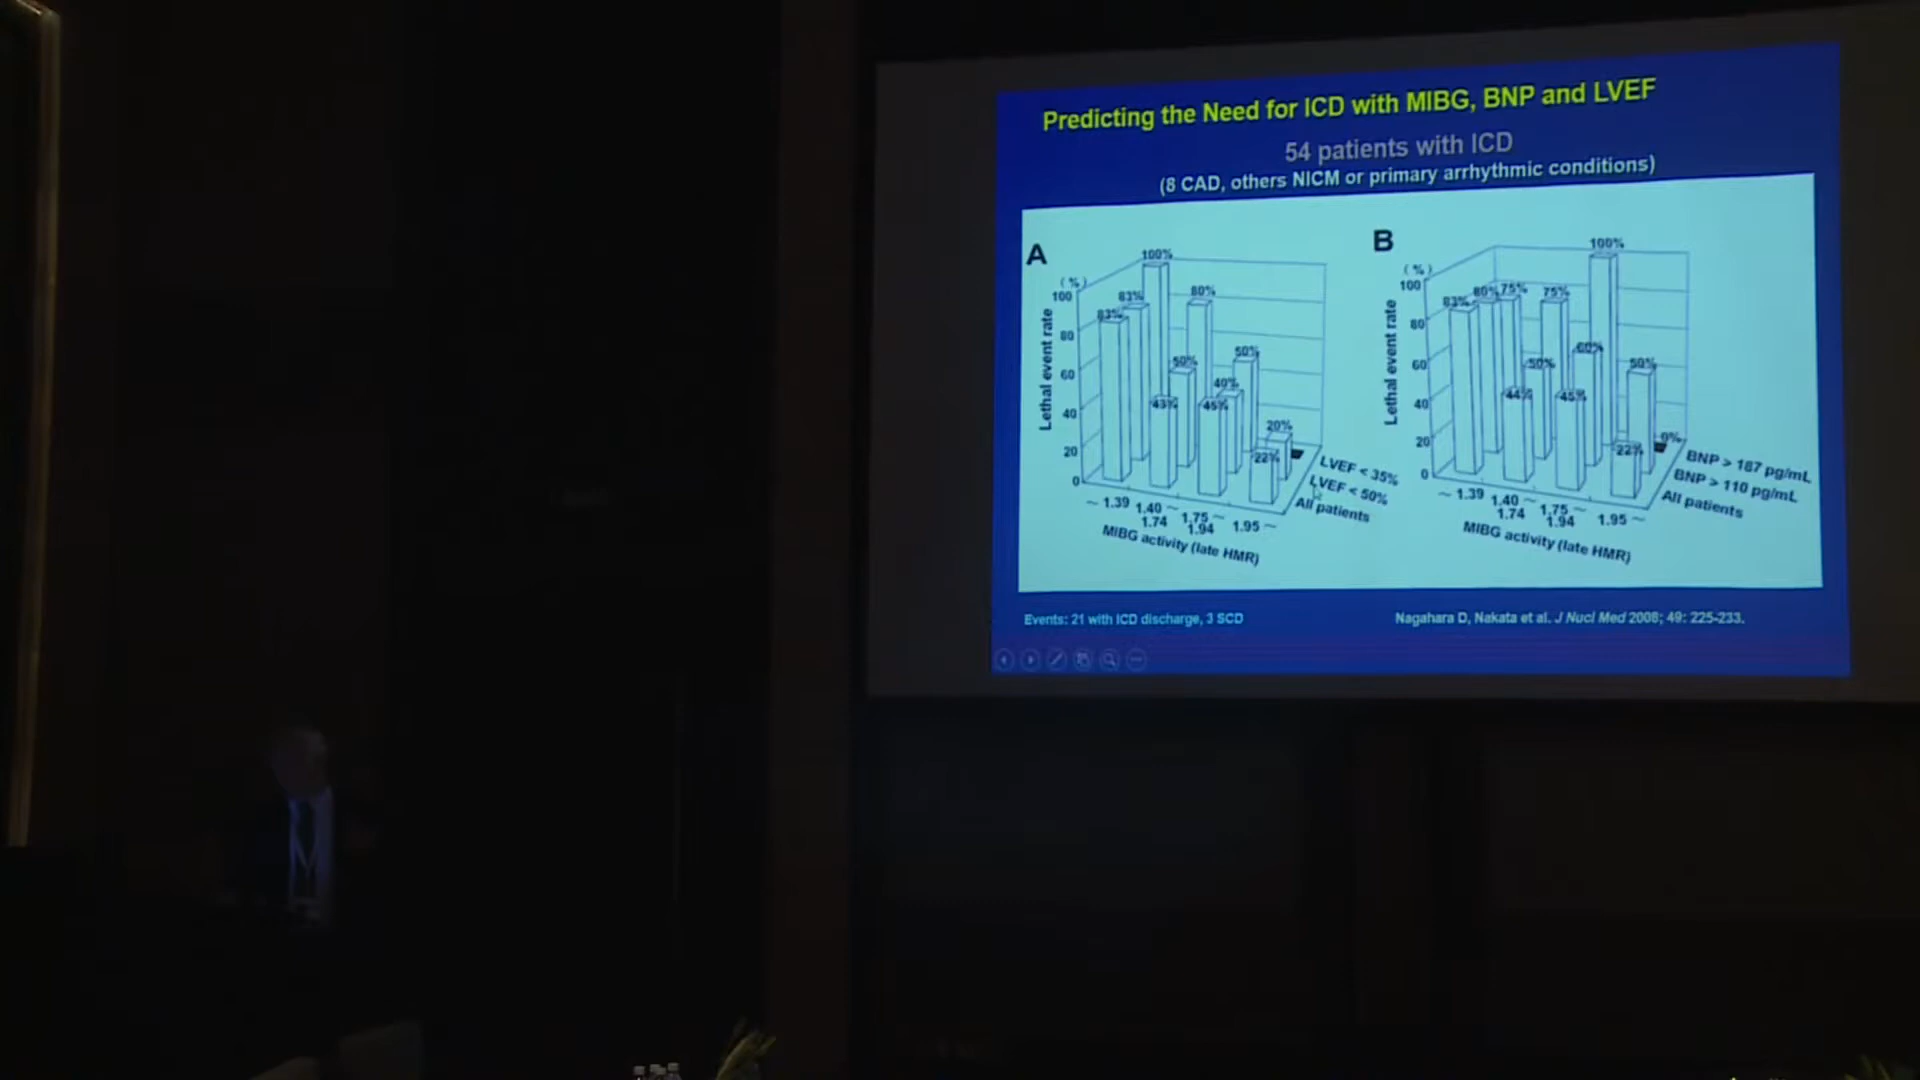 Predicting the Need for ICD with MIBG, BNP and LVEF
54 patients with ICD
(8 CAD, others NICM or primary arrhythmic conditions)
A
(%)
100
80
60
40
20
0
Lethal event rate
83%
83%
100%
43%
50%
80%
45%
40%
50%
22%
20%
LVEF < 35%
LVEF < 50%
All patients
~ 1.39
1.40 ~
1.74
1.75 ~
1.94
1.95 ~
MIBG activity (late HMR)
B
(%)
100
80
60
40
20
0
Lethal event rate
83%
80%
75%
44%
50%
75%
45%
60%
100%
22%
50%
0%
BNP > 187 pg/mL
BNP > 110 pg/mL
All patients
~ 1.39
1.40 ~
1.74
1.75 ~
1.94
1.95 ~
MIBG activity (late HMR)
Events: 21 with ICD discharge, 3 SCD
Nagahara D, Nakata et al. J Nucl Med 2008; 49: 225-233.